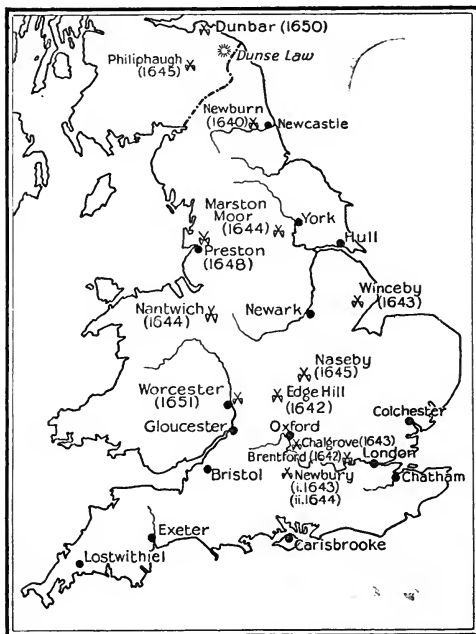 Dunbar (1650)
Dunse Law
Philiphaugh
(1645)
Newburn
(1640)
Newcastle
Marston
Moor
(1644)
York
Hull
Preston
(1648)
Winceby
(1643)
Nantwich
(1644)
Newark
Naseby
(1645)
Worcester
(1651)
Edge Hill
(1642)
Gloucester
Colchester
Oxford
Chalgrove (1643)
Brentford (1642)
London
Bristol
Newbury
(i.1643)
(ii.1644)
Chatham
Exeter
Carisbrooke
Lostwithiel